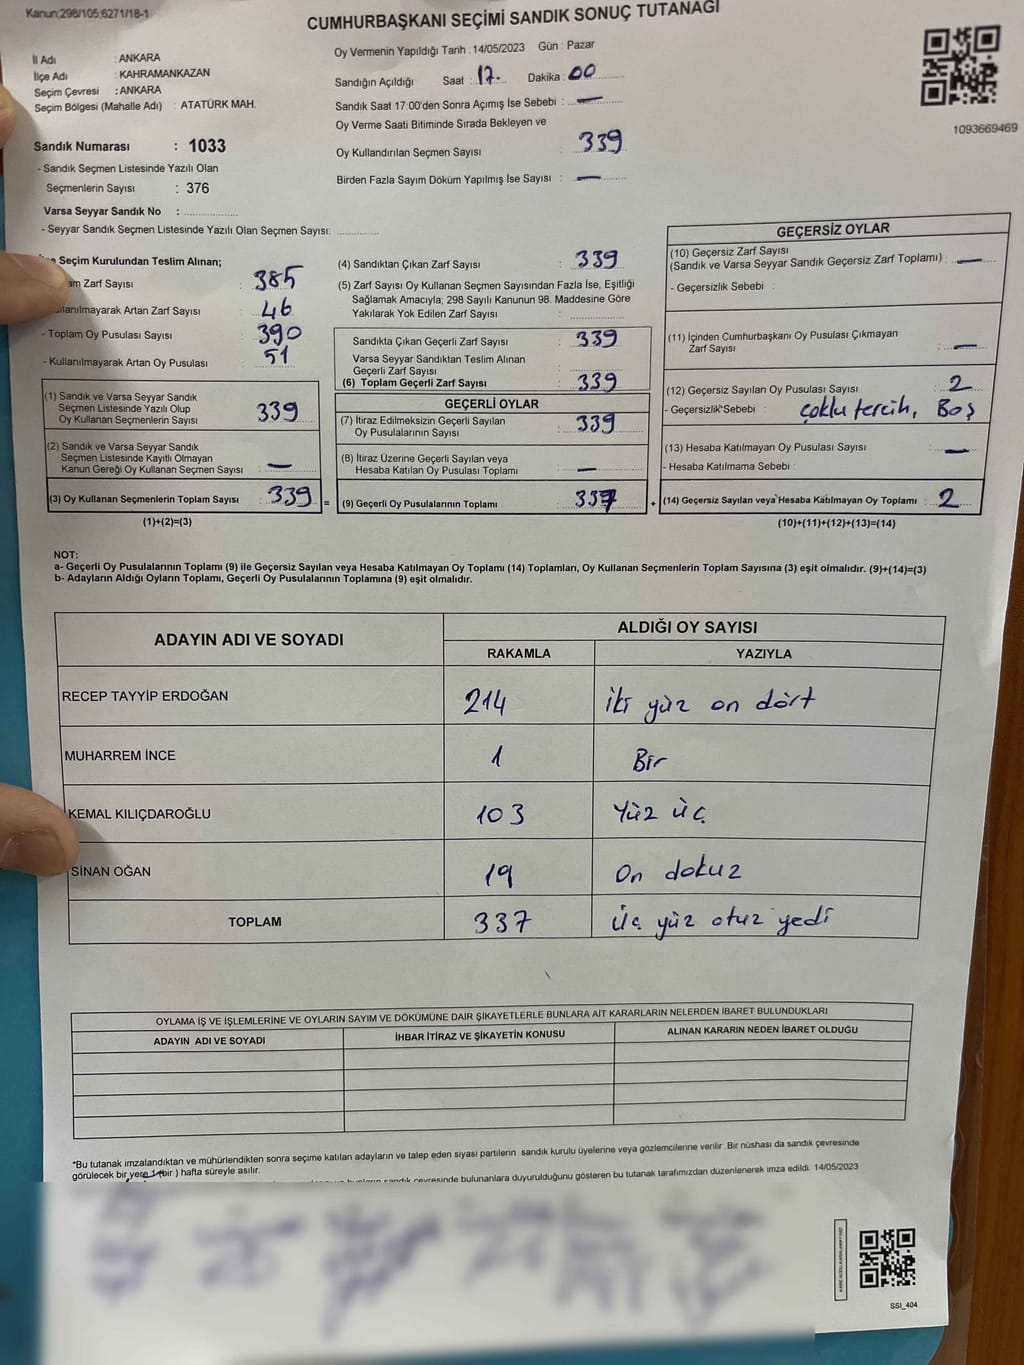 Kanun;298/105;6271/18-1
CUMHURBAŞKANI SEÇİMİ SANDIK SONUÇ TUTANAĞI
İl Adı : ANKARA
İlçe Adı : KAHRAMANKAZAN
Seçim Çevresi : ANKARA
Seçim Bölgesi (Mahalle Adı) : ATATÜRK MAH.
Sandık Numarası : 1033
- Sandık Seçmen Listesinde Yazılı Olan
Seçmenlerin Sayısı : 376
Varsa Seyyar Sandık No : ..................
- Seyyar Sandık Seçmen Listesinde Yazılı Olan Seçmen Sayısı: ..............
Oy Vermenin Yapıldığı Tarih : 14/05/2023 Gün : Pazar
Sandığın Açıldığı Saat : 17. Dakika : 00
Sandık Saat 17:00'den Sonra Açımış İse Sebebi : —
Oy Verme Saati Bitiminde Sırada Bekleyen ve
Oy Kullandırılan Seçmen Sayısı 339
Birden Fazla Sayım Döküm Yapılmış İse Sayısı : —
1093669469
Seçim Kurulundan Teslim Alınan;
Zarf Sayısı : 385
Artan Zarf Sayısı : 46
- Toplam Oy Pusulası Sayısı : 390
- Kullanılmayarak Artan Oy Pusulası : 51
(1) Sandık ve Varsa Seyyar Sandık
Seçmen Listesinde Yazılı Olup
Oy Kullanan Seçmenlerin Sayısı : 339
(2) Sandık ve Varsa Seyyar Sandık
Seçmen Listesinde Kayıtlı Olmayan
Kanun Gereği Oy Kullanan Seçmen Sayısı : —
(3) Oy Kullanan Seçmenlerin Toplam Sayısı : 339 =
(1)+(2)=(3)
(4) Sandıktan Çıkan Zarf Sayısı : 339
(5) Zarf Sayısı Oy Kullanan Seçmen Sayısından Fazla İse, Eşitliği
Sağlamak Amacıyla; 298 Sayılı Kanunun 98. Maddesine Göre
Yakılarak Yok Edilen Zarf Sayısı :
Sandıkta Çıkan Geçerli Zarf Sayısı : 339
Varsa Seyyar Sandıktan Teslim Alınan
Geçerli Zarf Sayısı :
(6) Toplam Geçerli Zarf Sayısı : 339
GEÇERLİ OYLAR
(7) İtiraz Edilmeksizin Geçerli Sayılan
Oy Pusulalarının Sayısı : 339
(8) İtiraz Üzerine Geçerli Sayılan veya
Hesaba Katılan Oy Pusulası Toplamı : —
(9) Geçerli Oy Pusulalarının Toplamı : 337 +
GEÇERSİZ OYLAR
(10) Geçersiz Zarf Sayısı
(Sandık ve Varsa Seyyar Sandık Geçersiz Zarf Toplamı) : —
- Geçersizlik Sebebi :
(11) İçinden Cumhurbaşkanı Oy Pusulası Çıkmayan
Zarf Sayısı : —
(12) Geçersiz Sayılan Oy Pusulası Sayısı : 2
- Geçersizlik Sebebi : çoklu tercih, Boş
(13) Hesaba Katılmayan Oy Pusulası Sayısı : —
- Hesaba Katılmama Sebebi :
(14) Geçersiz Sayılan veya Hesaba Katılmayan Oy Toplamı : 2
(10)+(11)+(12)+(13)=(14)
NOT:
a- Geçerli Oy Pusulalarının Toplamı (9) ile Geçersiz Sayılan veya Hesaba Katılmayan Oy Toplamı (14) Toplamları, Oy Kullanan Seçmenlerin Toplam Sayısına (3) eşit olmalıdır. (9)+(14)=(3)
b- Adayların Aldığı Oyların Toplamı, Geçerli Oy Pusulalarının Toplamına (9) eşit olmalıdır.
ADAYIN ADI VE SOYADI ALDIĞI OY SAYISI
RAKAMLA YAZIYLA
RECEP TAYYİP ERDOĞAN 214 iki yüz on dört
MUHARREM İNCE 1 Bir
KEMAL KILIÇDAROĞLU 103 Yüz üç
SİNAN OĞAN 19 On dokuz
TOPLAM 337 Üç yüz otuz yedi
OYLAMA İŞ VE İŞLEMLERİNE VE OYLARIN SAYIM VE DÖKÜMÜNE DAİR ŞİKAYETLERLE BUNLARA AİT KARARLARIN NELERDEN İBARET BULUNDUKLARI
ADAYIN ADI VE SOYADI İHBAR İTİRAZ VE ŞİKAYETİN KONUSU ALINAN KARARIN NEDEN İBARET OLDUĞU
*Bu tutanak imzalandıktan ve mühürlendikten sonra seçime katılan adayların ve talep eden siyasi partilerin sandık kurulu üyelerine veya gözlemcilerine verilir. Bir nüshası da sandık çevresinde
görülecek bir yere 1 (bir) hafta süreyle asılır.
sandık çevresinde bulunanlara duyurulduğunu gösteren bu tutanak tarafımızdan düzenlenerek imza edildi. 14/05/2023
SSI_404